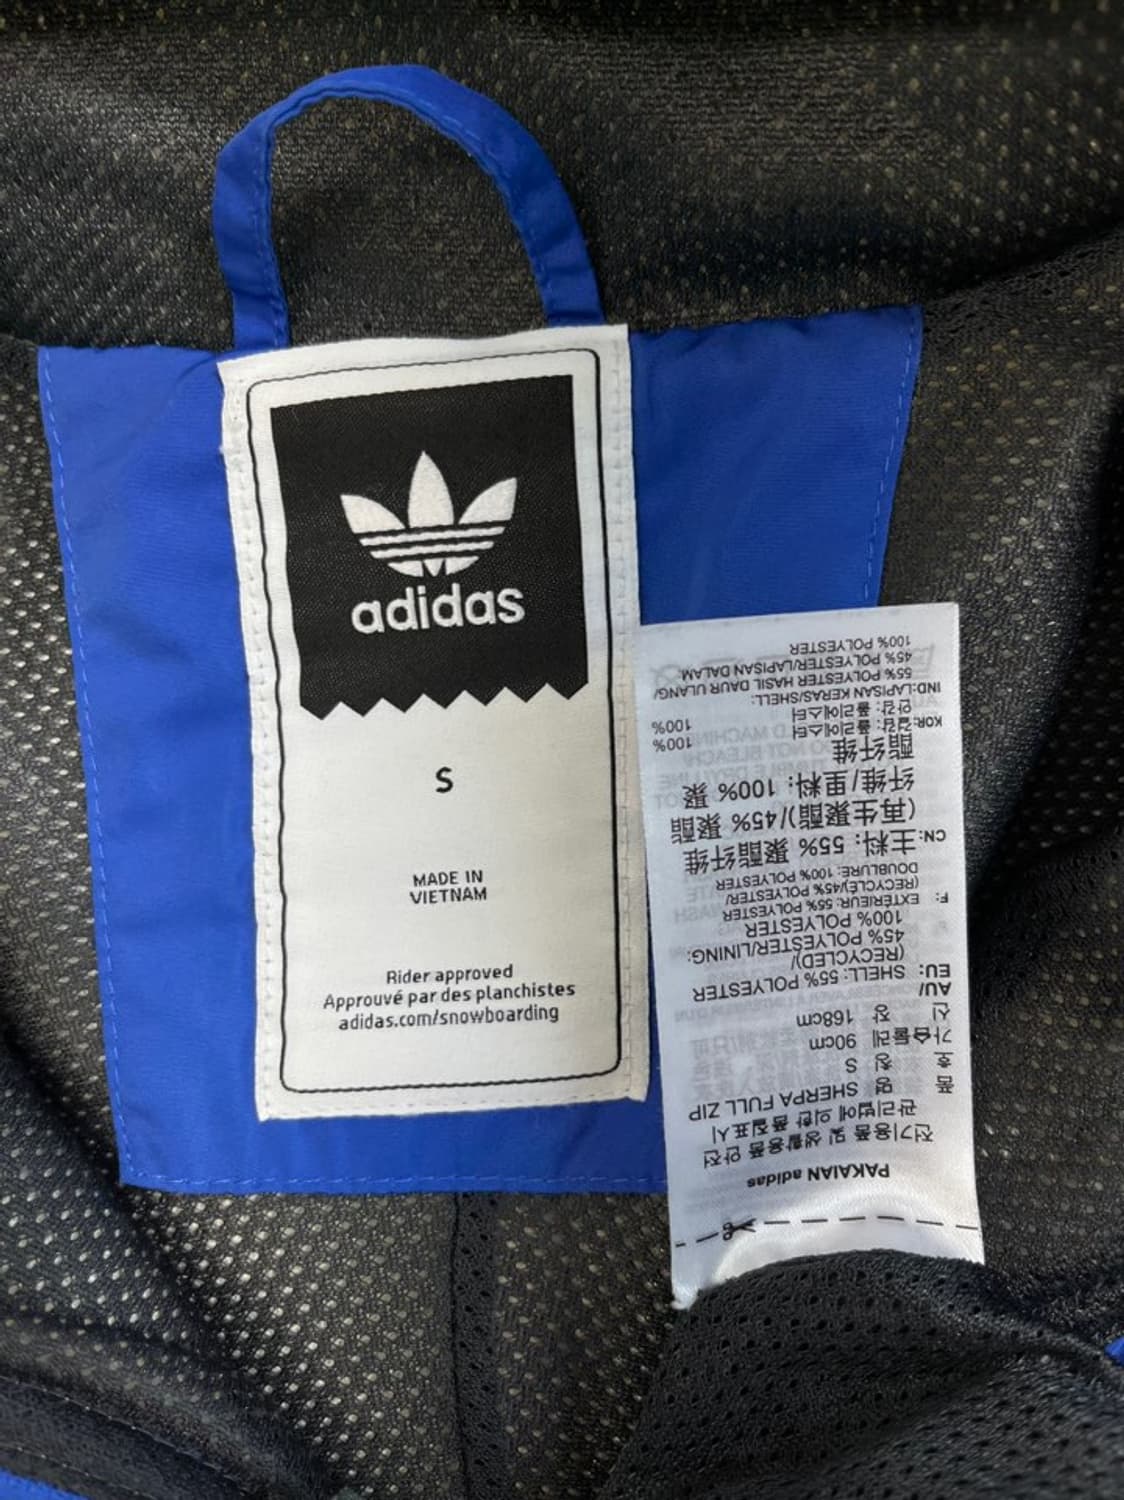 adidas
S
MADE IN
VIETNAM
Rider approved
Approuvé par des planchistes
adidas.com/snowboarding
PAKAIAN adidas
전기용품 및 생활용품 안전
관리법에 의한 품질표시
품 명 SHERPA FULL ZIP
호 칭 S
가슴둘레 90cm
신 장 168cm
AU/
EU: SHELL: 55% POLYESTER
(RECYCLED)/
45% POLYESTER/LINING:
100% POLYESTER
F: EXTÉRIEUR: 55% POLYESTER
(RECYCLÉ)/45% POLYESTER/
DOUBLURE: 100% POLYESTER
CN: 主料: 55% 聚酯纤维
(再生聚酯)/45% 聚酯
纤维/里料: 100% 聚
酯纤维
KOR: 겉감: 폴리에스터 100%
안감: 폴리에스터 100%
IND: LAPISAN KERAS/SHELL:
55% POLYESTER HASIL DAUR ULANG/
45% POLYESTER/LAPISAN DALAM
100% POLYESTER